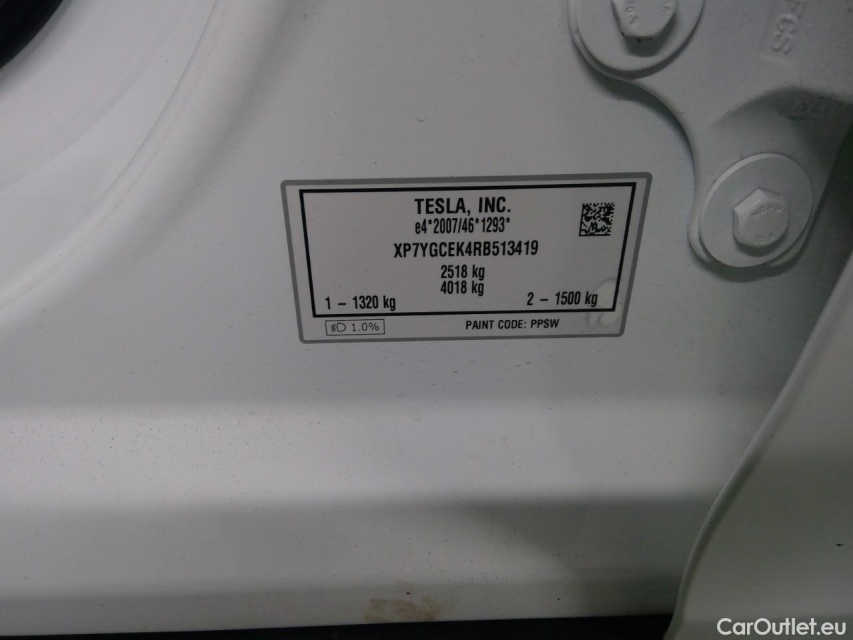 FCS
TESLA, INC.
e4*2007/46*1293*
XP7YGCEK4RB513419
2518 kg
4018 kg
1 – 1320 kg
2 – 1500 kg
1.0%
PAINT CODE: PPSW
CarOutlet.eu